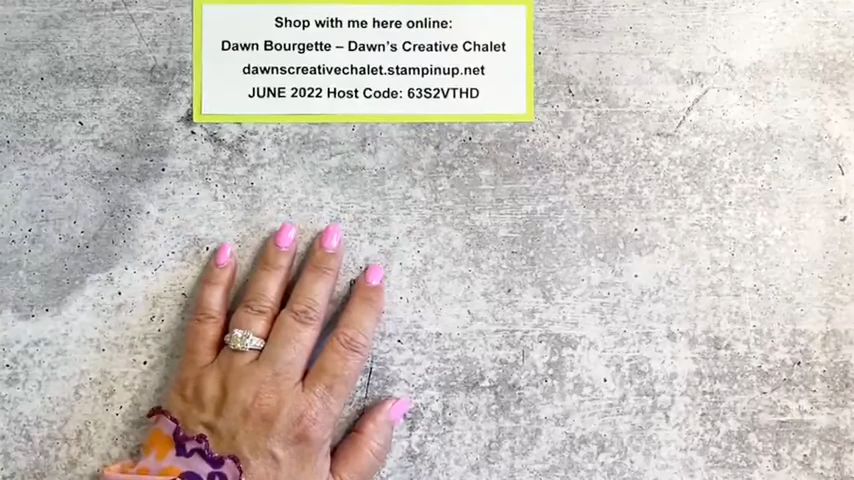 Shop with me here online:
Dawn Bourgette – Dawn's Creative Chalet
dawnscreativechalet.stampinup.net
JUNE 2022 Host Code: 63S2VTHD